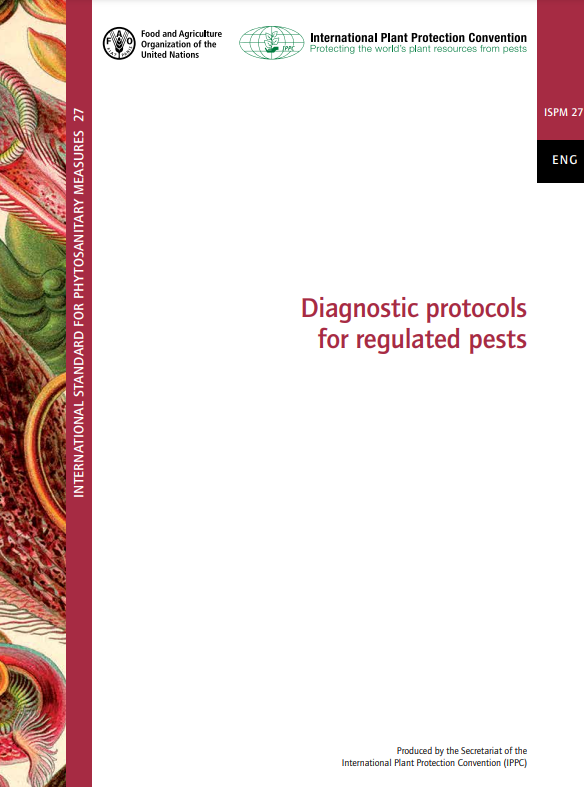 Food and Agriculture
Organization of the
United Nations
FAO
IPPC
International Plant Protection Convention
Protecting the world's plant resources from pests
ISPM 27
ENG
INTERNATIONAL STANDARD FOR PHYTOSANITARY MEASURES 27
Diagnostic protocols
for regulated pests
Produced by the Secretariat of the
International Plant Protection Convention (IPPC)